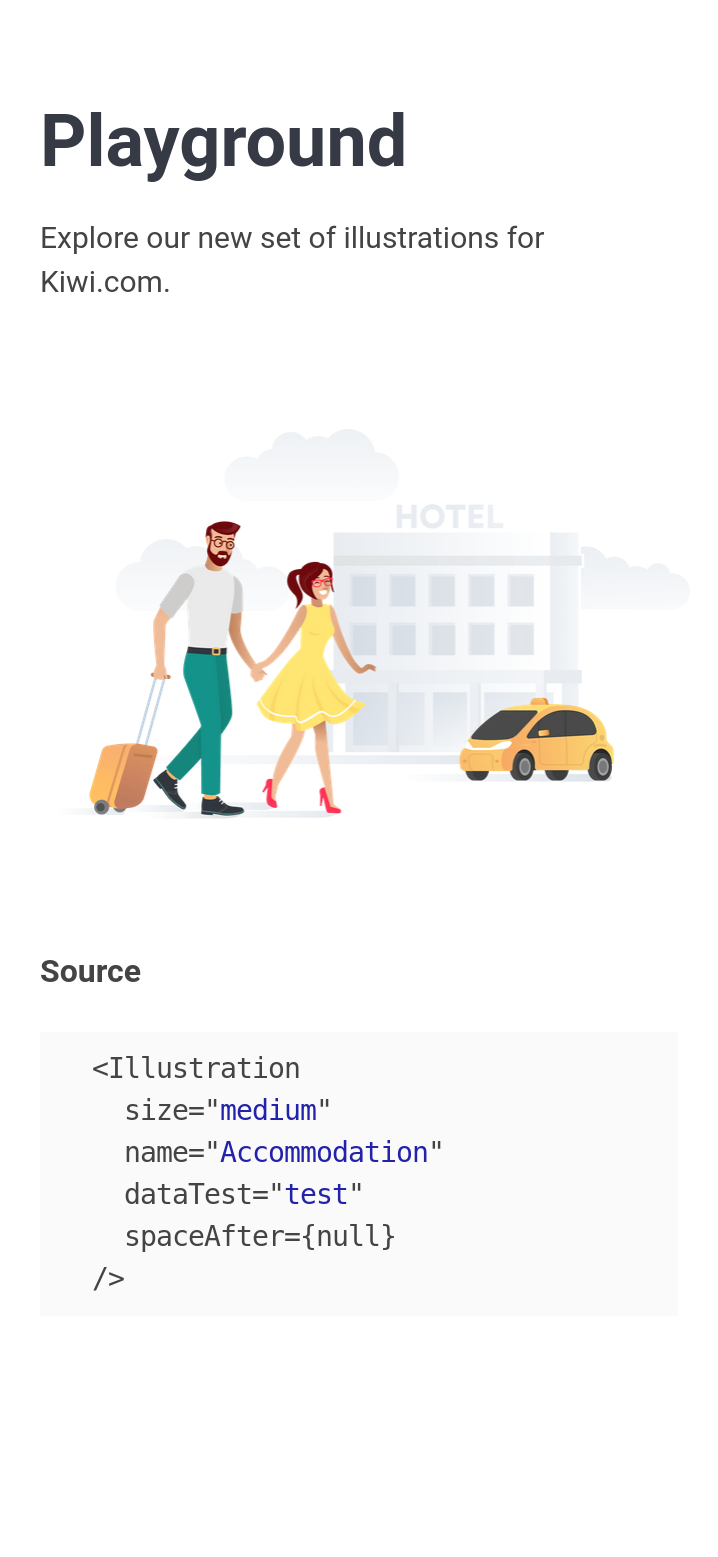 Playground
Explore our new set of illustrations for
Kiwi.com.
HOTEL
Source
<Illustration
  size="medium"
  name="Accommodation"
  dataTest="test"
  spaceAfter={null}
/>